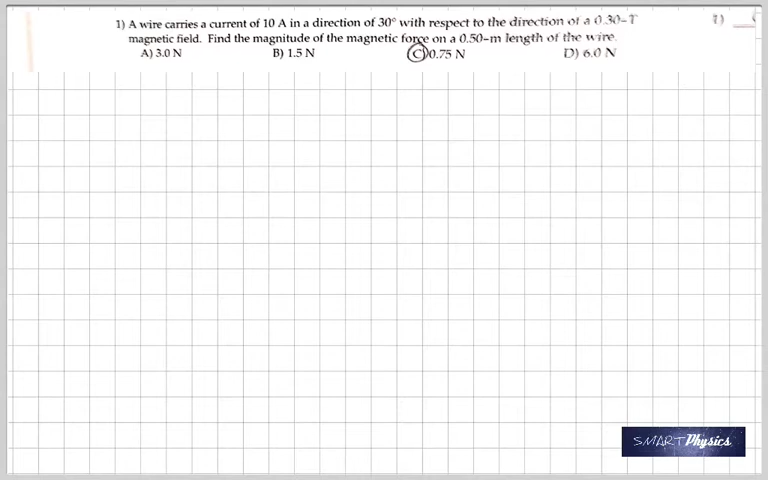 1) A wire carries a current of 10 A in a direction of 30° with respect to the direction of a 0.30-T 1)
magnetic field. Find the magnitude of the magnetic force on a 0.50-m length of the wire.
A) 3.0 N B) 1.5 N C) 0.75 N D) 6.0 N
SMART Physics